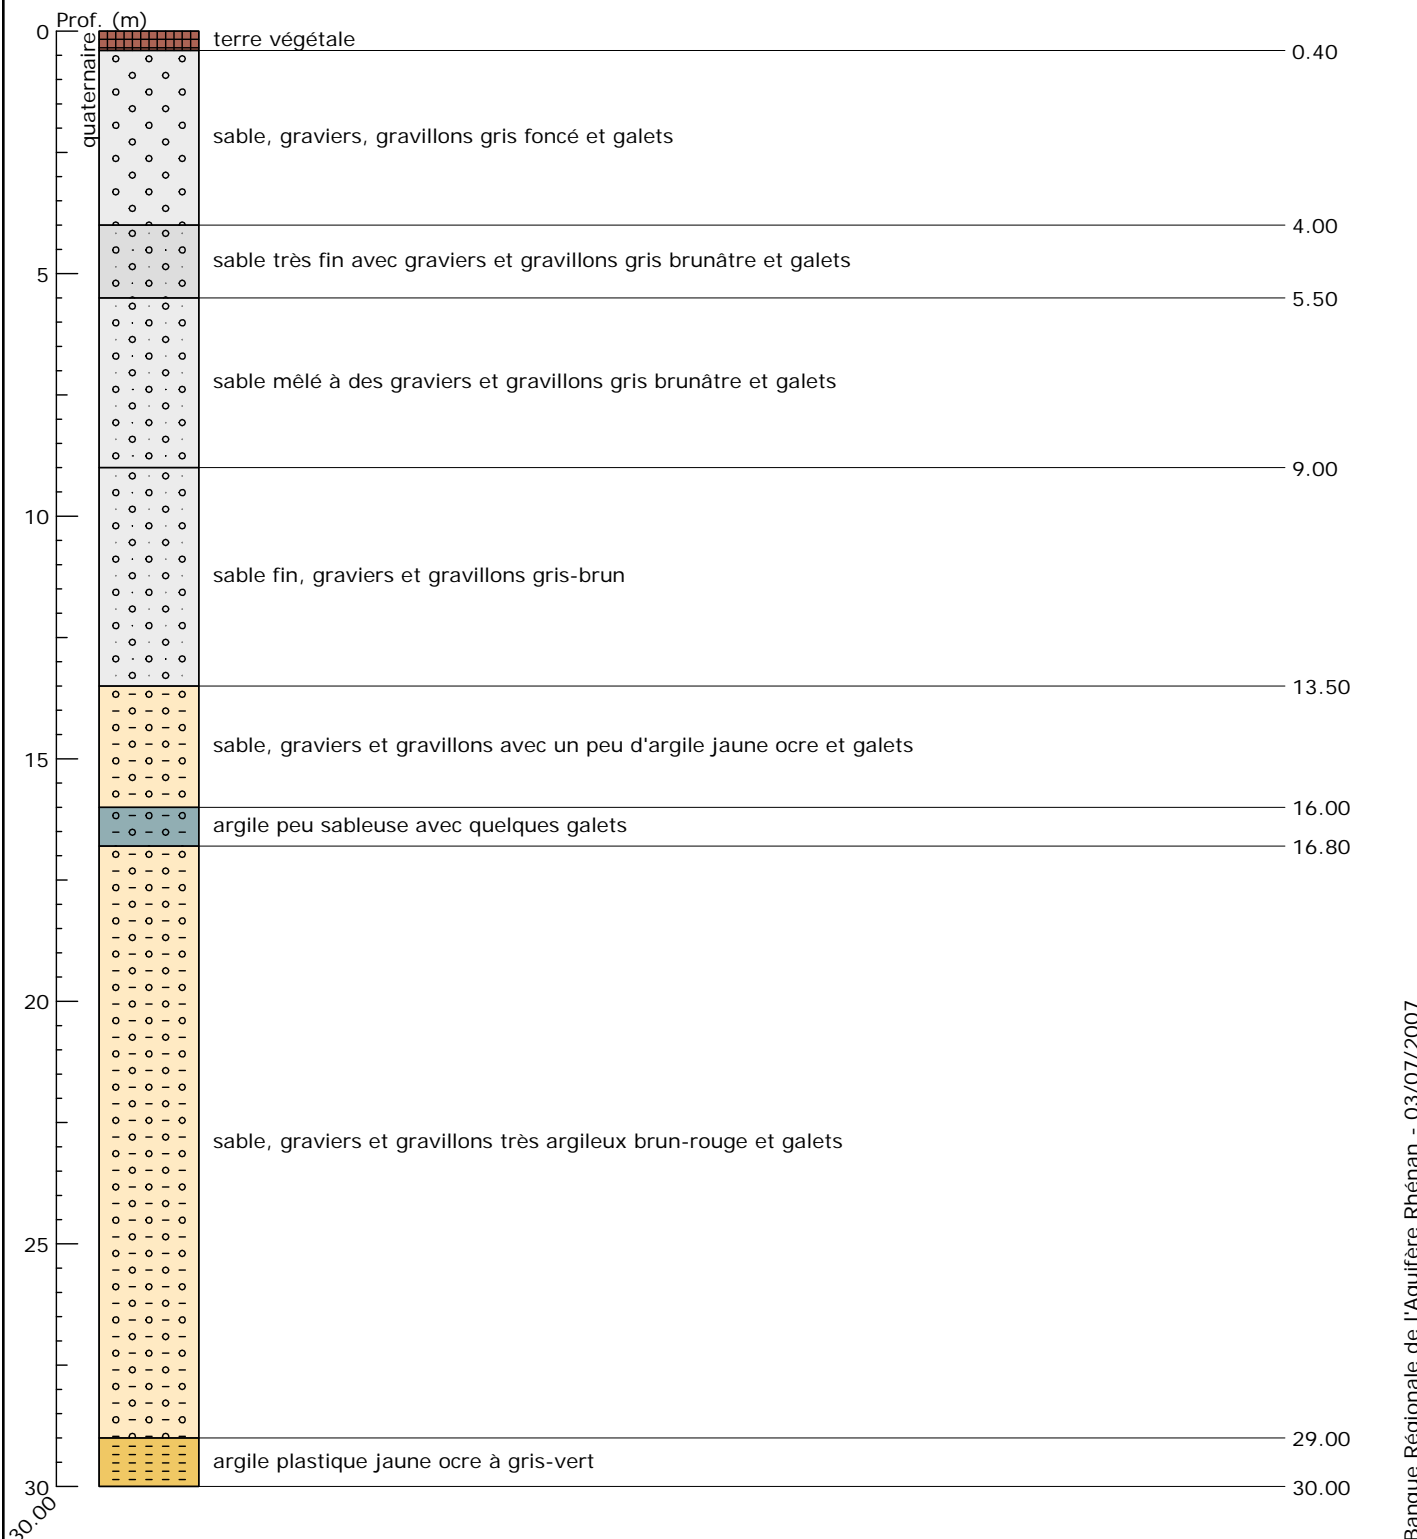 Prof. (m)
0
quaternaire
terre végétale
0.40
sable, graviers, gravillons gris foncé et galets
4.00
sable très fin avec graviers et gravillons gris brunâtre et galets
5
5.50
sable mêlé à des graviers et gravillons gris brunâtre et galets
9.00
10
sable fin, graviers et gravillons gris-brun
13.50
sable, graviers et gravillons avec un peu d'argile jaune ocre et galets
15
16.00
argile peu sableuse avec quelques galets
16.80
20
sable, graviers et gravillons très argileux brun-rouge et galets
25
29.00
argile plastique jaune ocre à gris-vert
30
30.00
30.00
Banque Régionale de l'Aquifère Rhénan - 03/07/2007